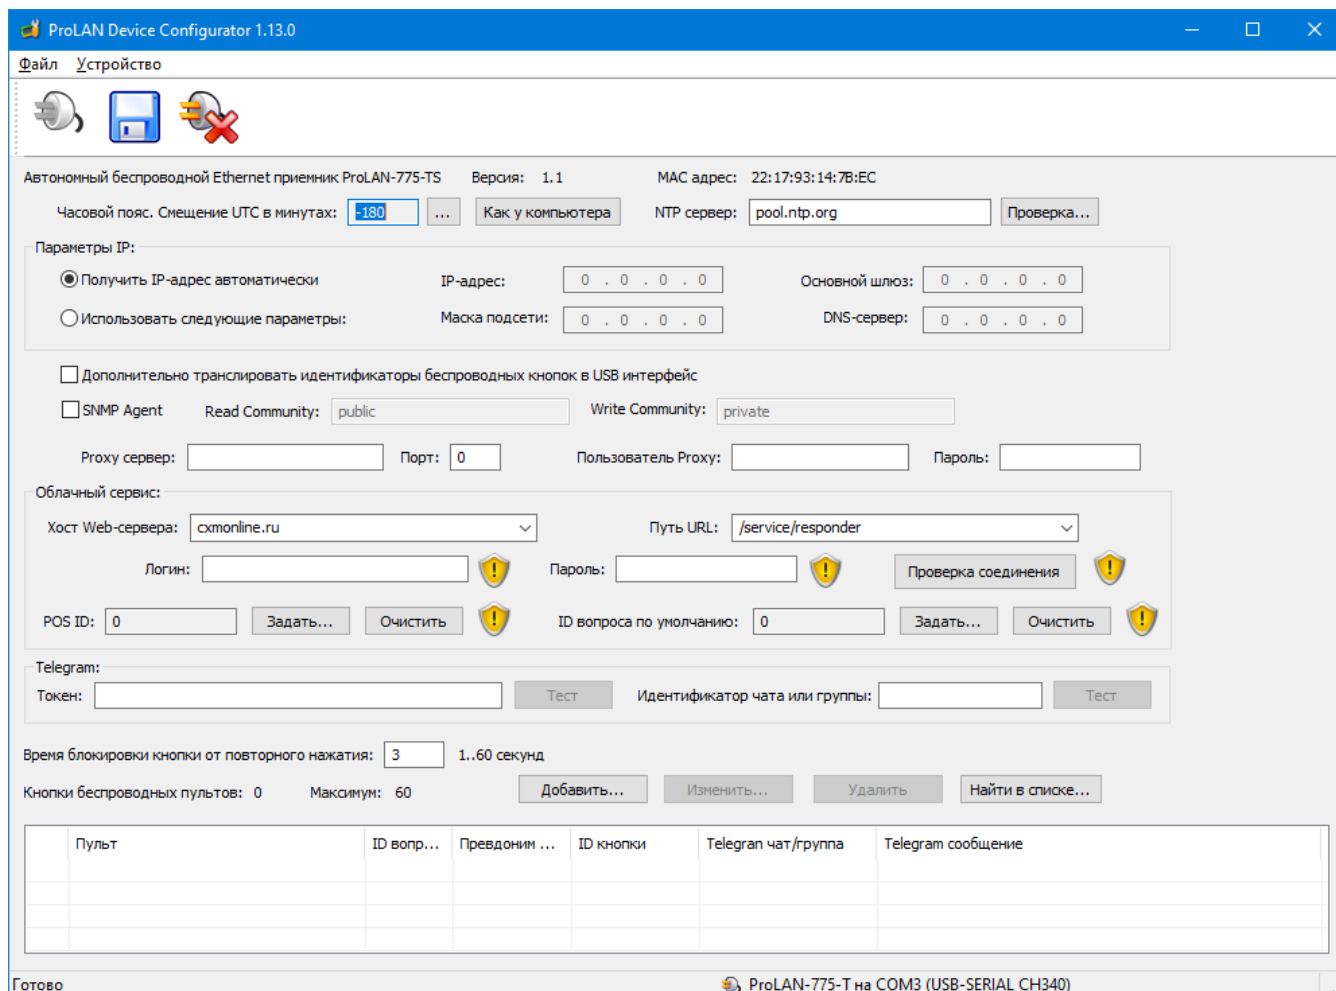 ProLAN Device Configurator 1.13.0
Файл Устройство
Автономный беспроводной Ethernet приемник ProLAN-775-TS Версия: 1.1 MAC адрес: 22:17:93:14:7B:EC
Часовой пояс. Смещение UTC в минутах: -180 ... Как у компьютера NTP сервер: pool.ntp.org Проверка...
Параметры IP:
Получить IP-адрес автоматически IP-адрес: 0 . 0 . 0 . 0 Основной шлюз: 0 . 0 . 0 . 0
Использовать следующие параметры: Маска подсети: 0 . 0 . 0 . 0 DNS-сервер: 0 . 0 . 0 . 0
Дополнительно транслировать идентификаторы беспроводных кнопок в USB интерфейс
SNMP Agent Read Community: public Write Community: private
Proxy сервер: Порт: 0 Пользователь Proxy: Пароль:
Облачный сервис:
Хост Web-сервера: cxmonline.ru Путь URL: /service/responder
Логин: Пароль: Проверка соединения
POS ID: 0 Задать... Очистить ID вопроса по умолчанию: 0 Задать... Очистить
Telegram:
Токен: Тест Идентификатор чата или группы: Тест
Время блокировки кнопки от повторного нажатия: 3 1..60 секунд
Кнопки беспроводных пультов: 0 Максимум: 60 Добавить... Изменить... Удалить Найти в списке...
Пульт ID вопр... Превдоним ... ID кнопки Telegran чат/группа Telegram сообщение
Готово ProLAN-775-T на COM3 (USB-SERIAL CH340)